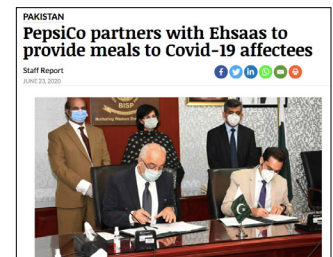 PAKISTAN
PepsiCo partners with Ehsaas to
provide meals to Covid-19 affectees
Staff Report
JUNE 23, 2020
BISP